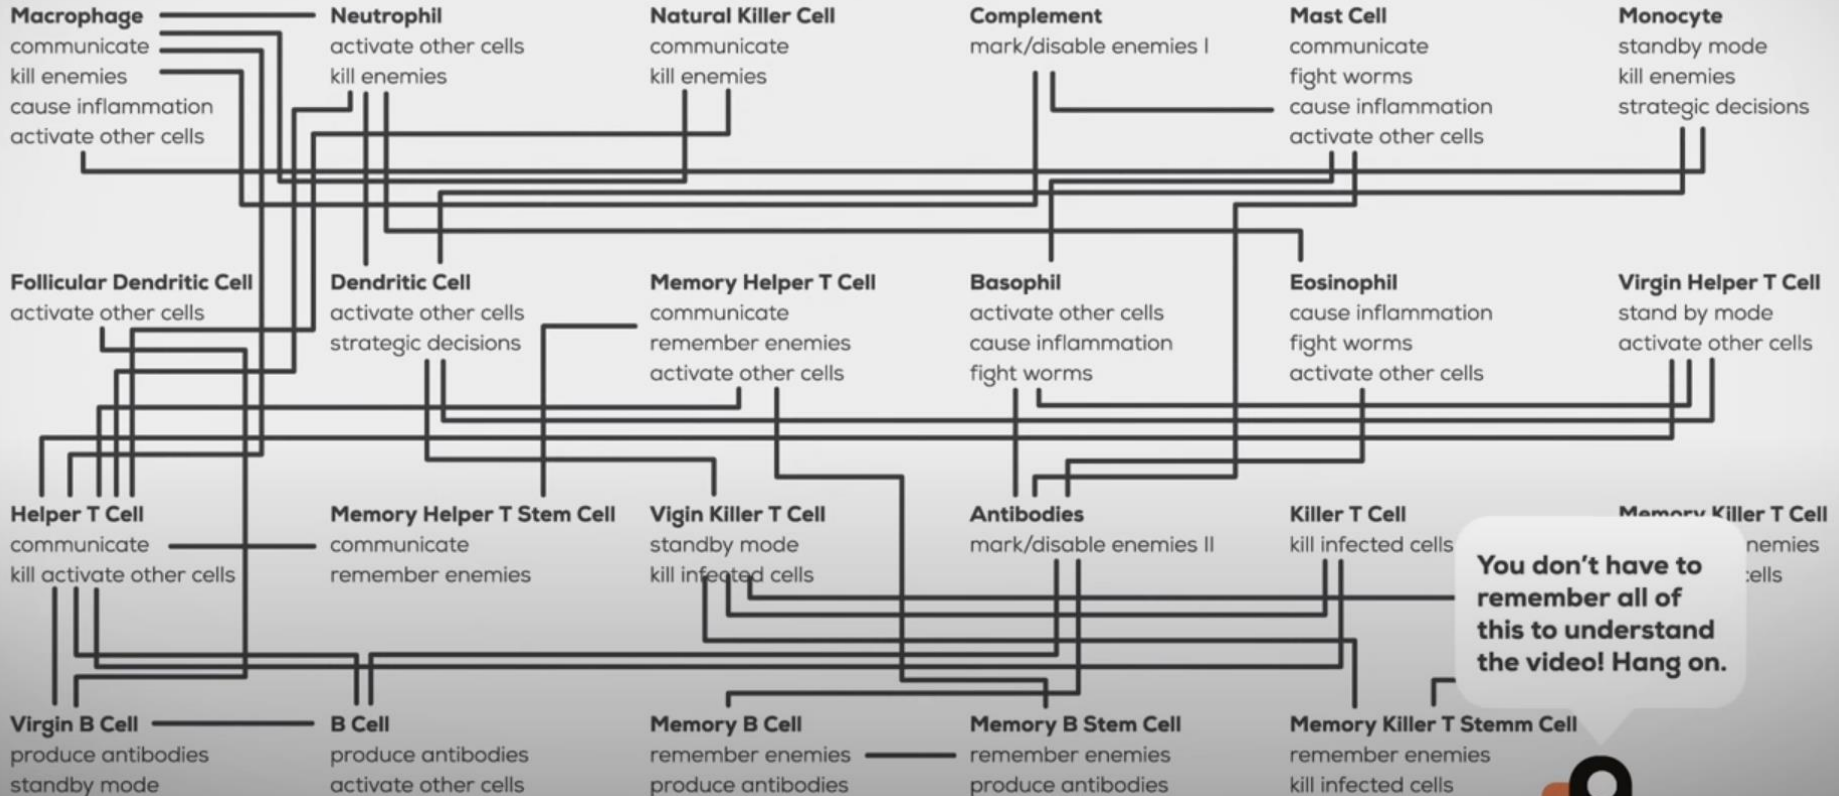 Macrophage
communicate
kill enemies
cause inflammation
activate other cells
Neutrophil
activate other cells
kill enemies
Natural Killer Cell
communicate
kill enemies
Complement
mark/disable enemies I
Mast Cell
communicate
fight worms
cause inflammation
activate other cells
Monocyte
standby mode
kill enemies
strategic decisions
Follicular Dendritic Cell
activate other cells
Dendritic Cell
activate other cells
strategic decisions
Memory Helper T Cell
communicate
remember enemies
activate other cells
Basophil
activate other cells
cause inflammation
fight worms
Eosinophil
cause inflammation
fight worms
activate other cells
Virgin Helper T Cell
stand by mode
activate other cells
Helper T Cell
communicate
kill activate other cells
Memory Helper T Stem Cell
communicate
remember enemies
Vigin Killer T Cell
standby mode
kill infected cells
Antibodies
mark/disable enemies II
Killer T Cell
kill infected cells
Memory Killer T Cell
nemies
cells
You don't have to
remember all of
this to understand
the video! Hang on.
Virgin B Cell
produce antibodies
standby mode
B Cell
produce antibodies
activate other cells
Memory B Cell
remember enemies
produce antibodies
Memory B Stem Cell
remember enemies
produce antibodies
Memory Killer T Stemm Cell
remember enemies
kill infected cells